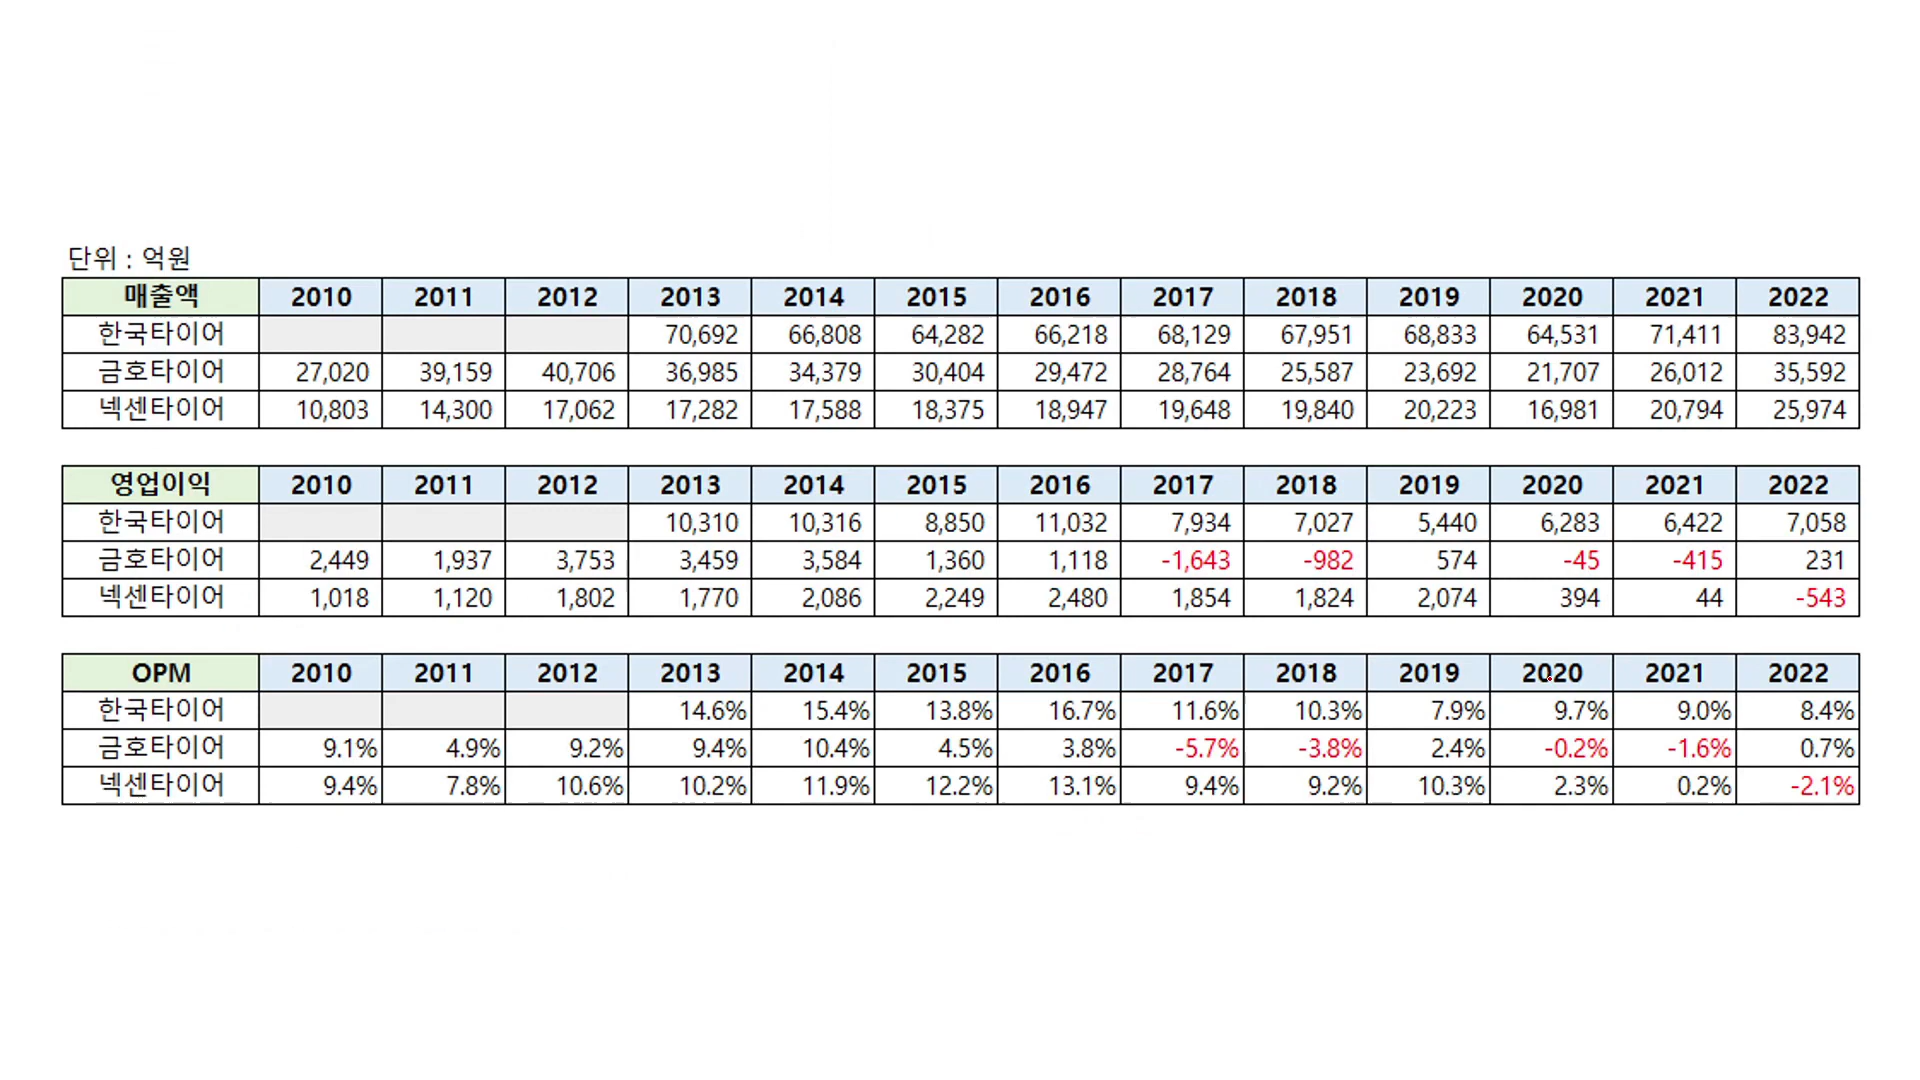 단위 : 억원
매출액 2010 2011 2012 2013 2014 2015 2016 2017 2018 2019 2020 2021 2022
한국타이어 70,692 66,808 64,282 66,218 68,129 67,951 68,833 64,531 71,411 83,942
금호타이어 27,020 39,159 40,706 36,985 34,379 30,404 29,472 28,764 25,587 23,692 21,707 26,012 35,592
넥센타이어 10,803 14,300 17,062 17,282 17,588 18,375 18,947 19,648 19,840 20,223 16,981 20,794 25,974
영업이익 2010 2011 2012 2013 2014 2015 2016 2017 2018 2019 2020 2021 2022
한국타이어 10,310 10,316 8,850 11,032 7,934 7,027 5,440 6,283 6,422 7,058
금호타이어 2,449 1,937 3,753 3,459 3,584 1,360 1,118 -1,643 -982 574 -45 -415 231
넥센타이어 1,018 1,120 1,802 1,770 2,086 2,249 2,480 1,854 1,824 2,074 394 44 -543
OPM 2010 2011 2012 2013 2014 2015 2016 2017 2018 2019 2020 2021 2022
한국타이어 14.6% 15.4% 13.8% 16.7% 11.6% 10.3% 7.9% 9.7% 9.0% 8.4%
금호타이어 9.1% 4.9% 9.2% 9.4% 10.4% 4.5% 3.8% -5.7% -3.8% 2.4% -0.2% -1.6% 0.7%
넥센타이어 9.4% 7.8% 10.6% 10.2% 11.9% 12.2% 13.1% 9.4% 9.2% 10.3% 2.3% 0.2% -2.1%